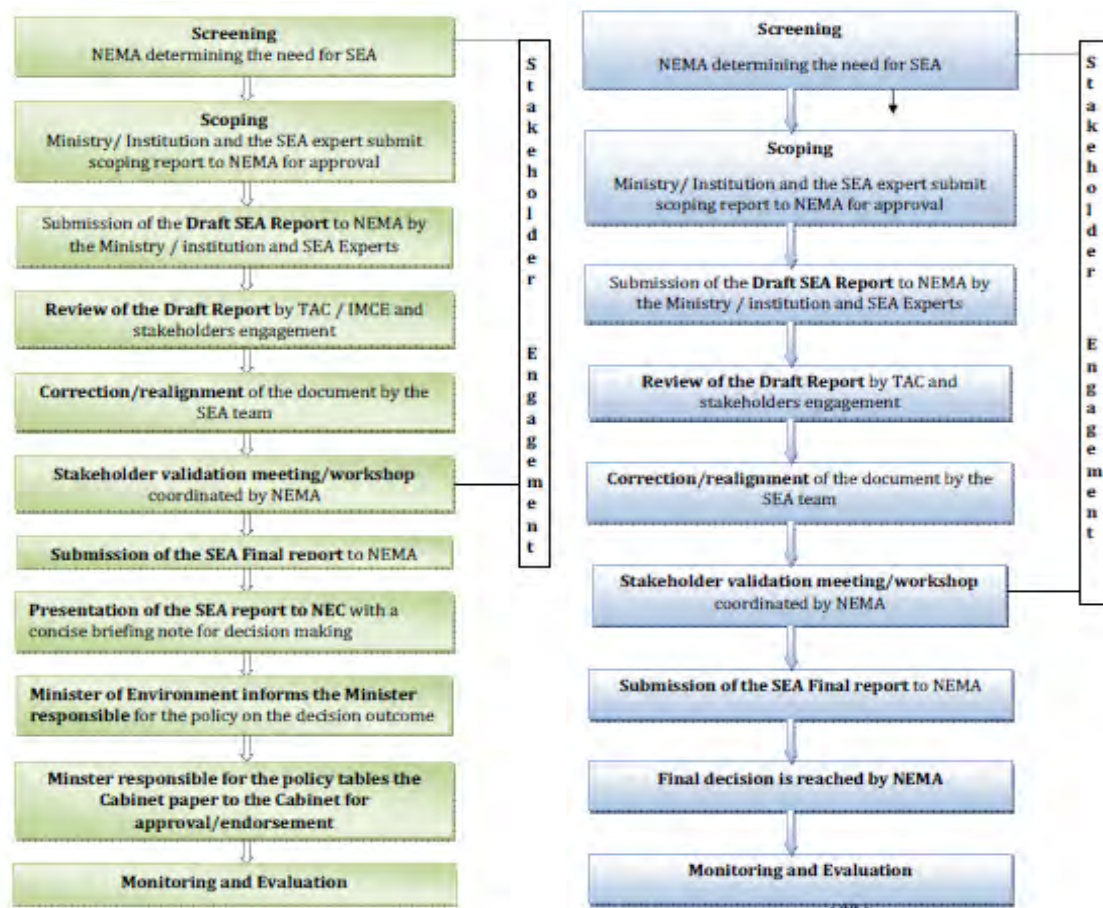 Screening
NEMA determining the need for SEA
Scoping
Ministry/ Institution and the SEA expert submit
scoping report to NEMA for approval
Submission of the Draft SEA Report to NEMA by
the Ministry / institution and SEA Experts
Review of the Draft Report by TAC / IMCE and
stakeholders engagement
Correction/realignment of the document by the
SEA team
Stakeholder validation meeting/workshop
coordinated by NEMA
Submission of the SEA Final report to NEMA
Presentation of the SEA report to NEC with a
concise briefing note for decision making
Minister of Environment informs the Minister
responsible for the policy on the decision outcome
Minster responsible for the policy tables the
Cabinet paper to the Cabinet for
approval/endorsement
Monitoring and Evaluation
Stakeholder Engagement
Screening
NEMA determining the need for SEA
Scoping
Ministry/ Institution and the SEA expert submit
scoping report to NEMA for approval
Submission of the Draft SEA Report to NEMA by
the Ministry / institution and SEA Experts
Review of the Draft Report by TAC and
stakeholders engagement
Correction/realignment of the document by the
SEA team
Stakeholder validation meeting/workshop
coordinated by NEMA
Submission of the SEA Final report to NEMA
Final decision is reached by NEMA
Monitoring and Evaluation
Stakeholder Engagement